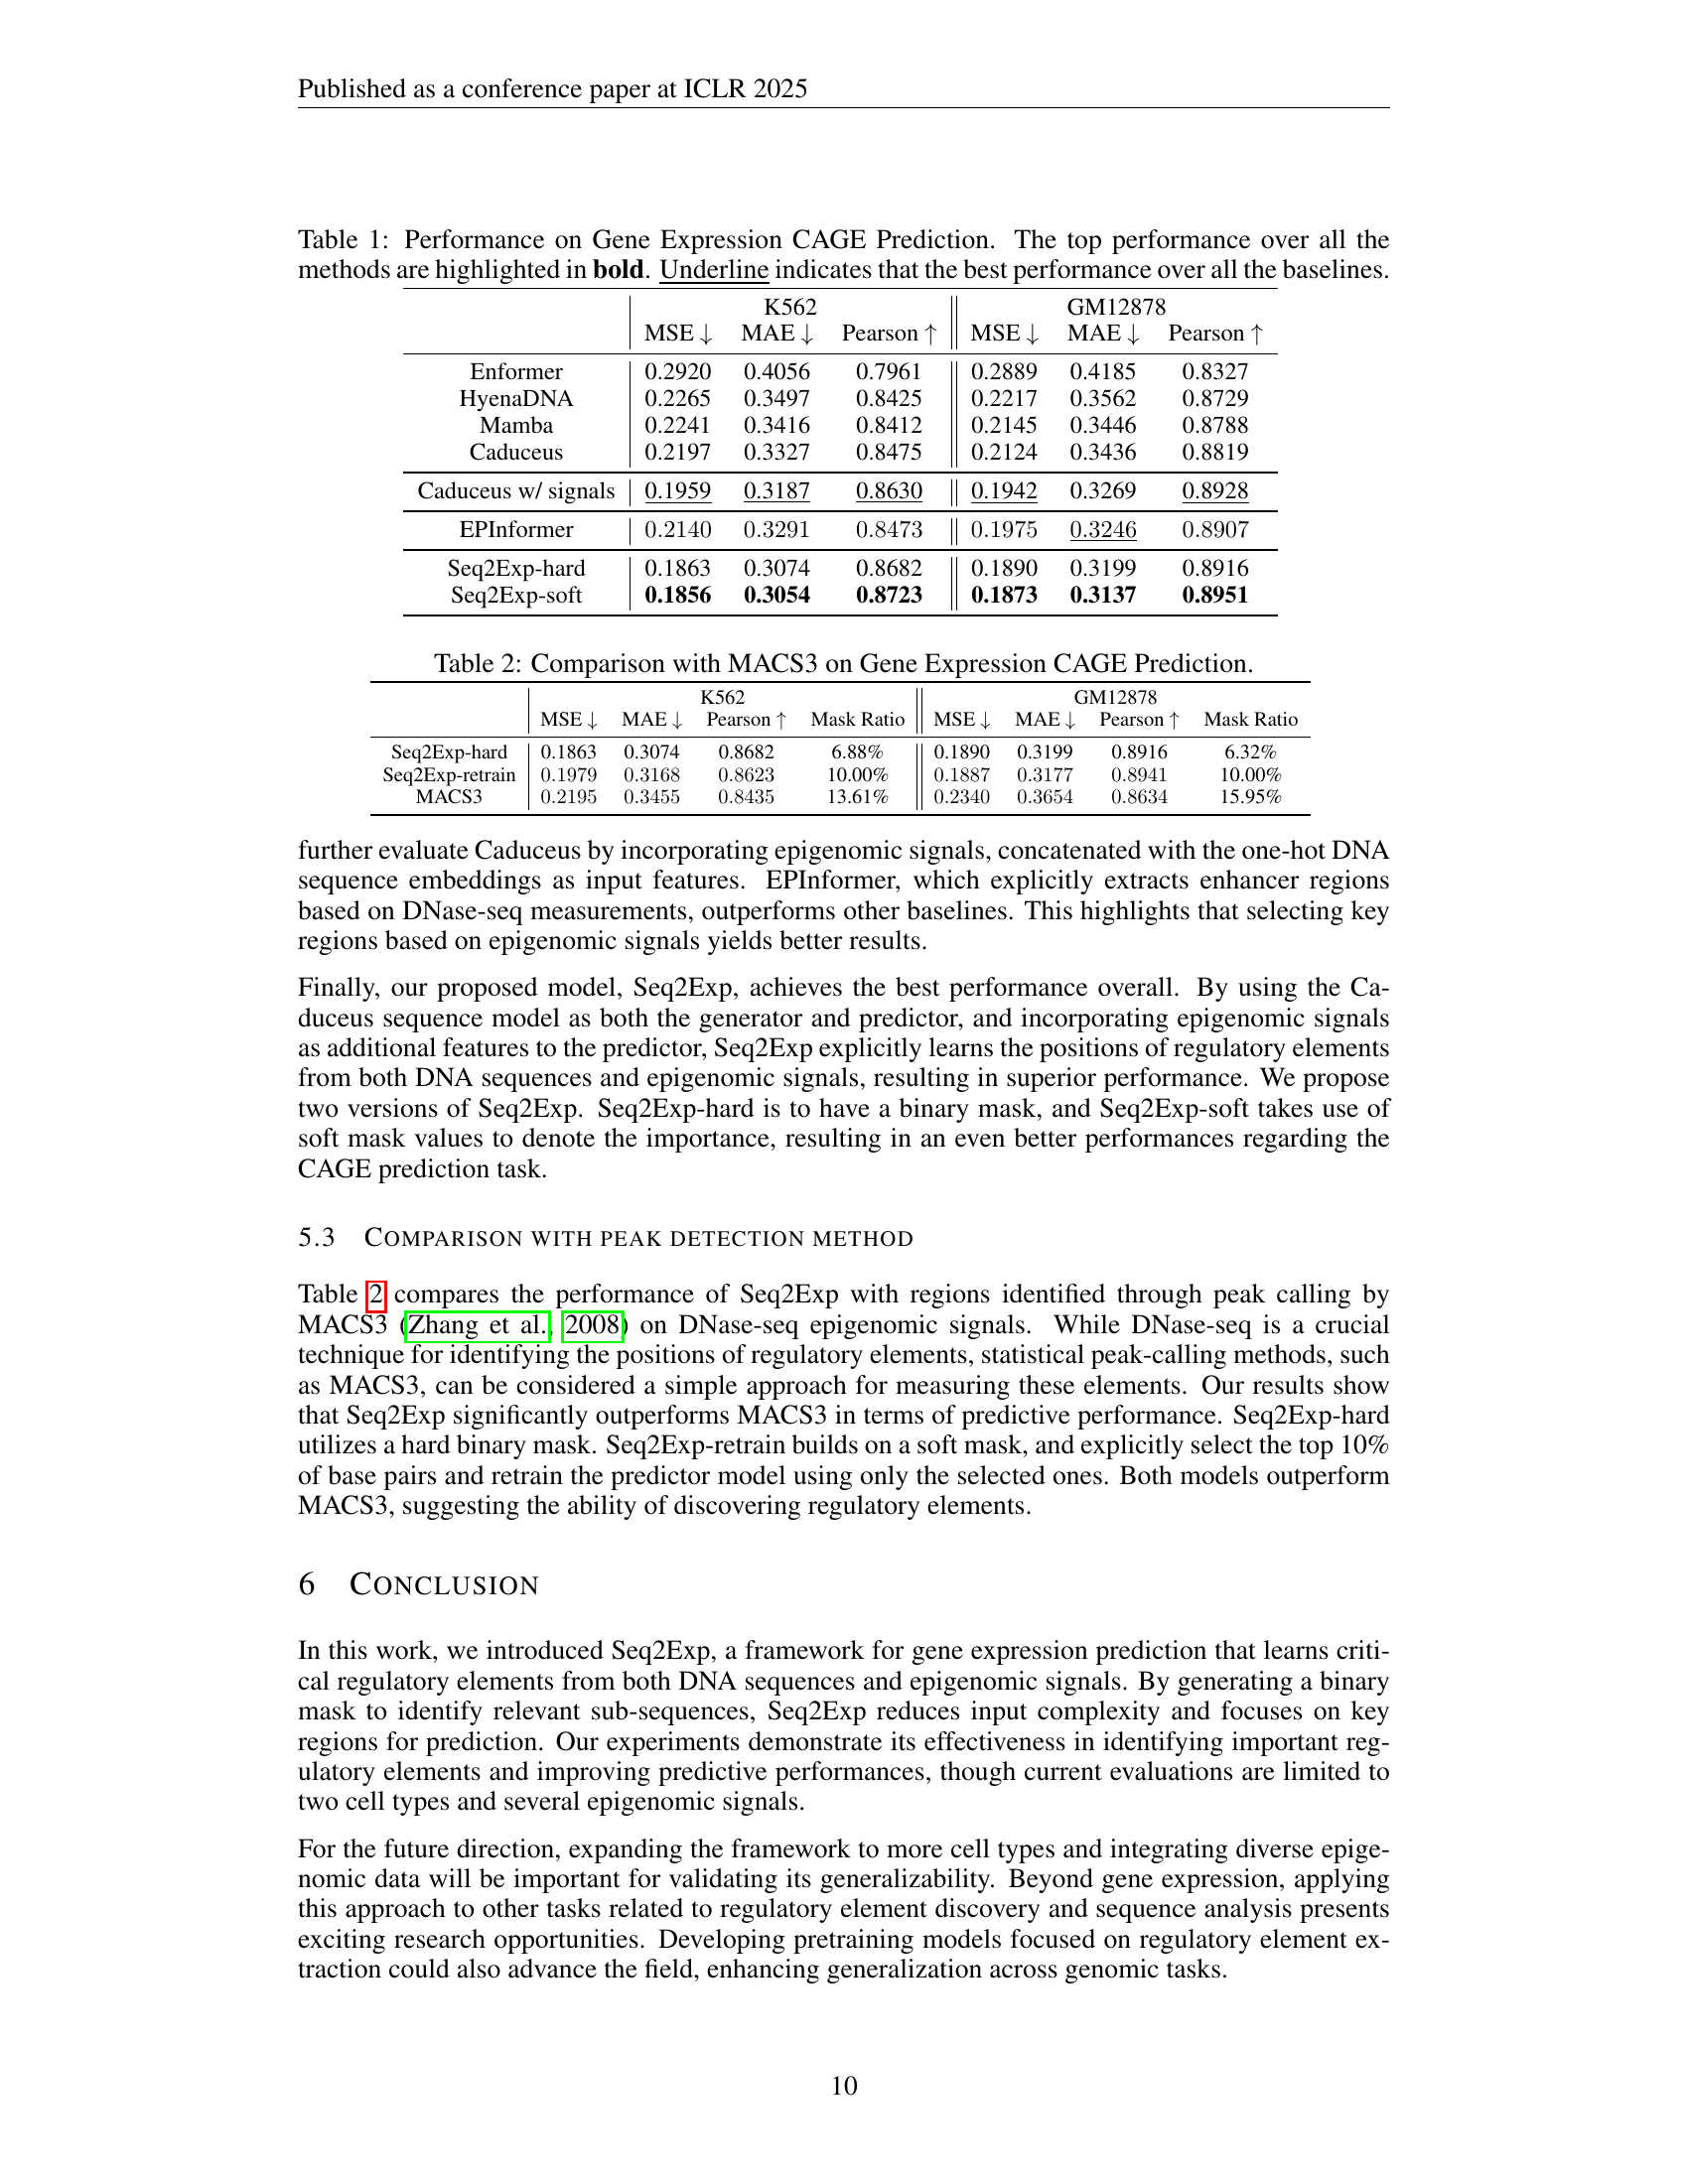 Published as a conference paper at ICLR 2025
Table 1: Performance on Gene Expression CAGE Prediction. The top performance over all the
methods are highlighted in bold. Underline indicates that the best performance over all the baselines.
K562 GM12878
MSE ↓ MAE ↓ Pearson ↑ MSE ↓ MAE ↓ Pearson ↑
Enformer 0.2920 0.4056 0.7961 0.2889 0.4185 0.8327
HyenaDNA 0.2265 0.3497 0.8425 0.2217 0.3562 0.8729
Mamba 0.2241 0.3416 0.8412 0.2145 0.3446 0.8788
Caduceus 0.2197 0.3327 0.8475 0.2124 0.3436 0.8819
Caduceus w/ signals 0.1959 0.3187 0.8630 0.1942 0.3269 0.8928
EPInformer 0.2140 0.3291 0.8473 0.1975 0.3246 0.8907
Seq2Exp-hard 0.1863 0.3074 0.8682 0.1890 0.3199 0.8916
Seq2Exp-soft 0.1856 0.3054 0.8723 0.1873 0.3137 0.8951
Table 2: Comparison with MACS3 on Gene Expression CAGE Prediction.
K562 GM12878
MSE ↓ MAE ↓ Pearson ↑ Mask Ratio MSE ↓ MAE ↓ Pearson ↑ Mask Ratio
Seq2Exp-hard 0.1863 0.3074 0.8682 6.88% 0.1890 0.3199 0.8916 6.32%
Seq2Exp-retrain 0.1979 0.3168 0.8623 10.00% 0.1887 0.3177 0.8941 10.00%
MACS3 0.2195 0.3455 0.8435 13.61% 0.2340 0.3654 0.8634 15.95%
further evaluate Caduceus by incorporating epigenomic signals, concatenated with the one-hot DNA
sequence embeddings as input features. EPInformer, which explicitly extracts enhancer regions
based on DNase-seq measurements, outperforms other baselines. This highlights that selecting key
regions based on epigenomic signals yields better results.
Finally, our proposed model, Seq2Exp, achieves the best performance overall. By using the Ca-
duceus sequence model as both the generator and predictor, and incorporating epigenomic signals
as additional features to the predictor, Seq2Exp explicitly learns the positions of regulatory elements
from both DNA sequences and epigenomic signals, resulting in superior performance. We propose
two versions of Seq2Exp. Seq2Exp-hard is to have a binary mask, and Seq2Exp-soft takes use of
soft mask values to denote the importance, resulting in an even better performances regarding the
CAGE prediction task.
5.3 COMPARISON WITH PEAK DETECTION METHOD
Table 2 compares the performance of Seq2Exp with regions identified through peak calling by
MACS3 (Zhang et al., 2008) on DNase-seq epigenomic signals. While DNase-seq is a crucial
technique for identifying the positions of regulatory elements, statistical peak-calling methods, such
as MACS3, can be considered a simple approach for measuring these elements. Our results show
that Seq2Exp significantly outperforms MACS3 in terms of predictive performance. Seq2Exp-hard
utilizes a hard binary mask. Seq2Exp-retrain builds on a soft mask, and explicitly select the top 10%
of base pairs and retrain the predictor model using only the selected ones. Both models outperform
MACS3, suggesting the ability of discovering regulatory elements.
6 CONCLUSION
In this work, we introduced Seq2Exp, a framework for gene expression prediction that learns criti-
cal regulatory elements from both DNA sequences and epigenomic signals. By generating a binary
mask to identify relevant sub-sequences, Seq2Exp reduces input complexity and focuses on key
regions for prediction. Our experiments demonstrate its effectiveness in identifying important reg-
ulatory elements and improving predictive performances, though current evaluations are limited to
two cell types and several epigenomic signals.
For the future direction, expanding the framework to more cell types and integrating diverse epige-
nomic data will be important for validating its generalizability. Beyond gene expression, applying
this approach to other tasks related to regulatory element discovery and sequence analysis presents
exciting research opportunities. Developing pretraining models focused on regulatory element ex-
traction could also advance the field, enhancing generalization across genomic tasks.
10